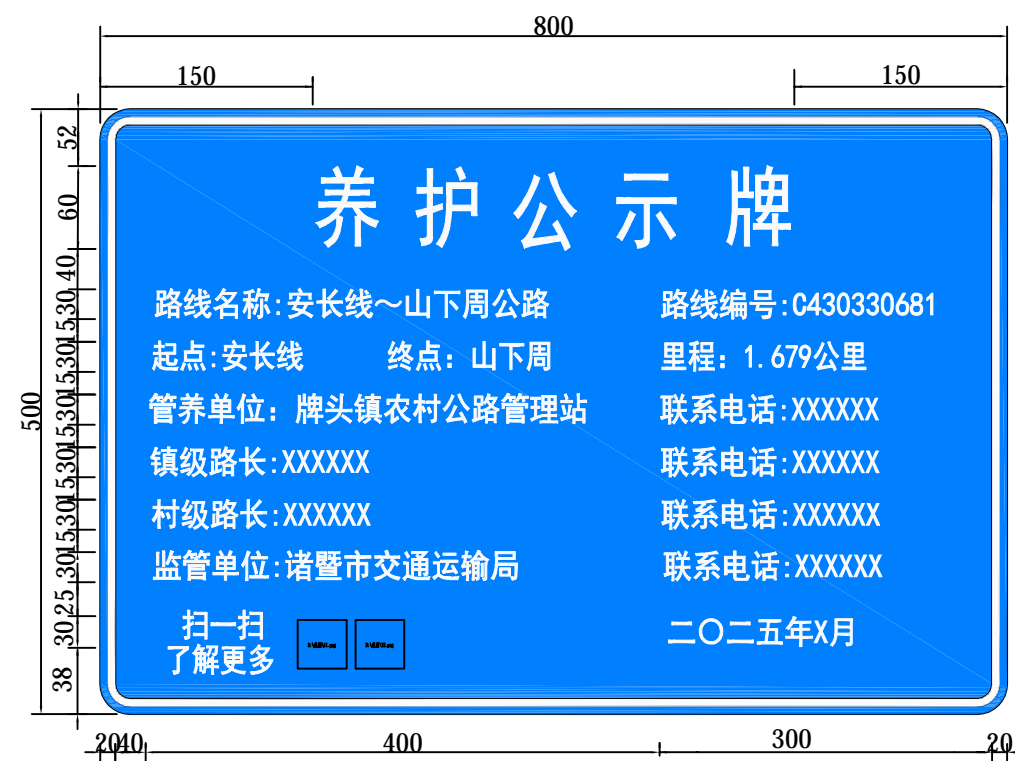 800
150 150
养护公示牌
路线名称:安长线～山下周公路 路线编号:C430330681
起点:安长线 终点：山下周 里程：1.679公里
管养单位：牌头镇农村公路管理站 联系电话:XXXXXX
镇级路长:XXXXXX 联系电话:XXXXXX
村级路长:XXXXXX 联系电话:XXXXXX
监管单位:诸暨市交通运输局 联系电话:XXXXXX
扫一扫
了解更多
二〇二五年X月
500
52
60
40
30
15
30
15
30
15
30
15
30
15
30
25
30
38
20 40 400 300 20